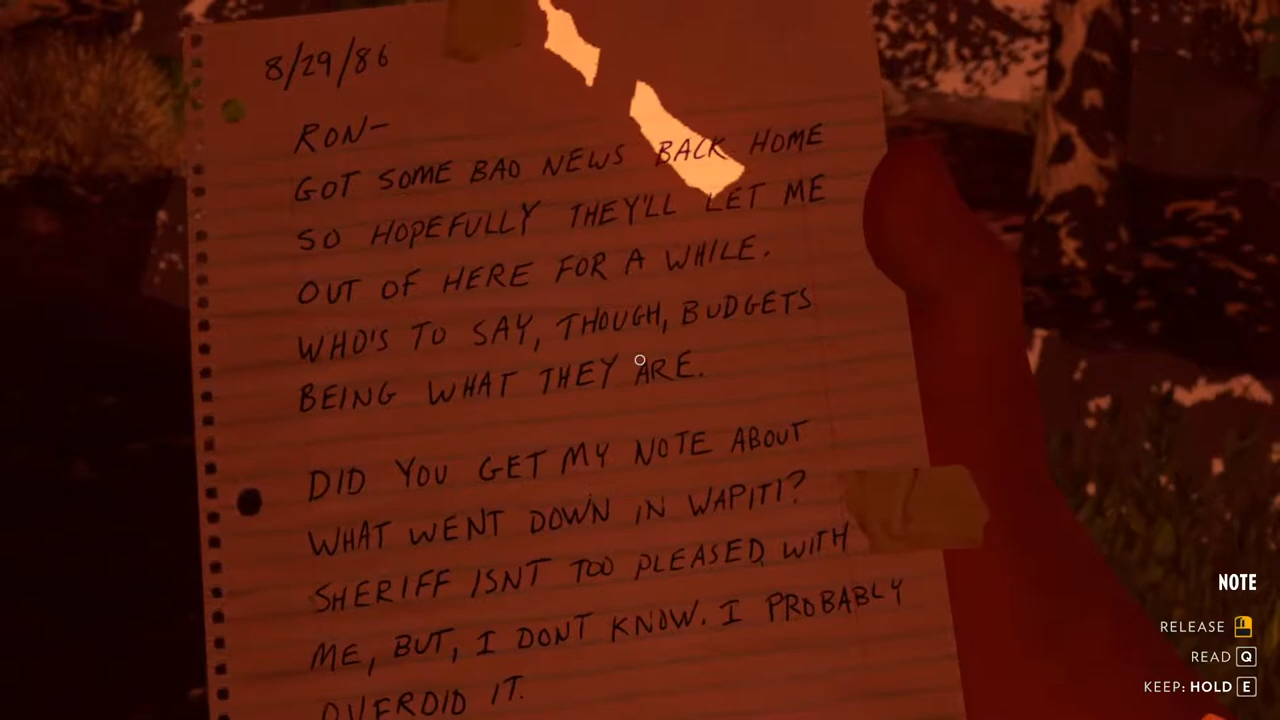 8/29/86
RON-
GOT SOME BAD NEWS BACK HOME
SO HOPEFULLY THEY'LL LET ME
OUT OF HERE FOR A WHILE.
WHO'S TO SAY, THOUGH, BUDGETS
BEING WHAT THEY ARE.
DID YOU GET MY NOTE ABOUT
WHAT WENT DOWN IN WAPITI?
SHERIFF ISNT TOO PLEASED WITH
ME, BUT, I DONT KNOW. I PROBABLY
OVERDID IT.
NOTE
RELEASE
READ Q
KEEP: HOLD E